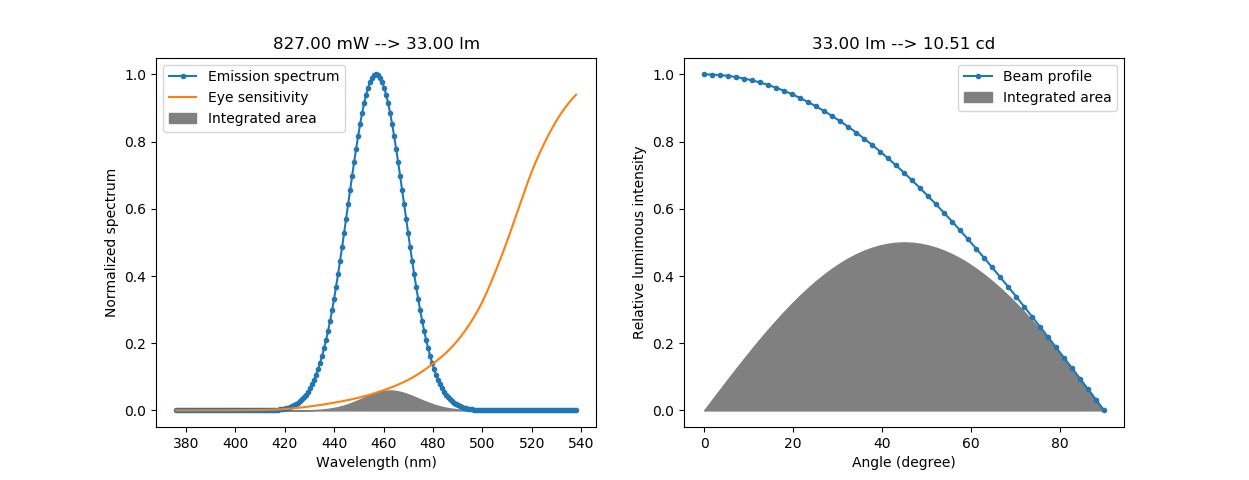 827.00 mW --> 33.00 lm
Normalized spectrum
1.0
0.8
0.6
0.4
0.2
0.0
Emission spectrum
Eye sensitivity
Integrated area
380 400 420 440 460 480 500 520 540
Wavelength (nm)
33.00 lm --> 10.51 cd
Relative lumimous intensity
1.0
0.8
0.6
0.4
0.2
0.0
Beam profile
Integrated area
0 20 40 60 80
Angle (degree)